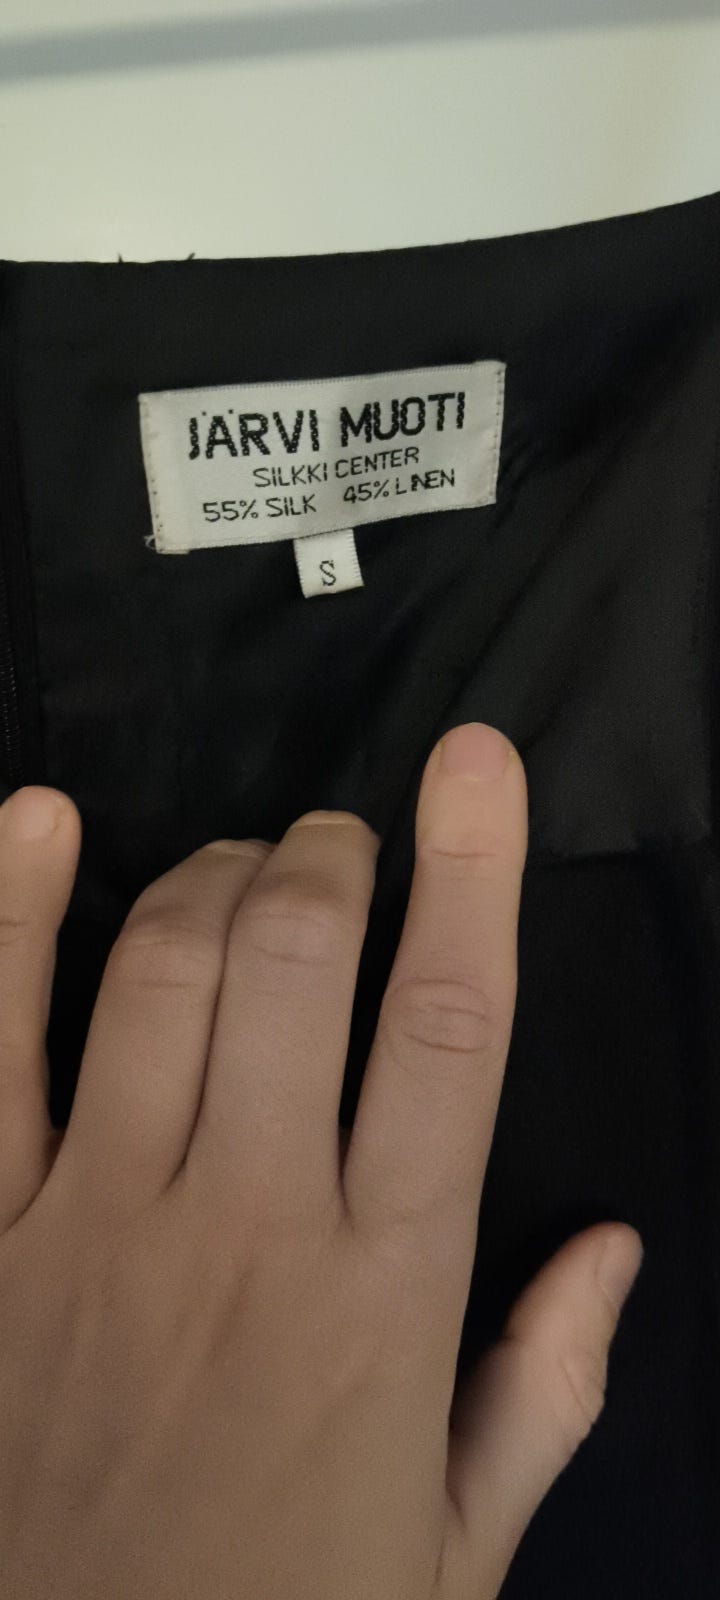 JÄRVI MUOTI
SILKKI CENTER
55% SILK 45% LINEN
S